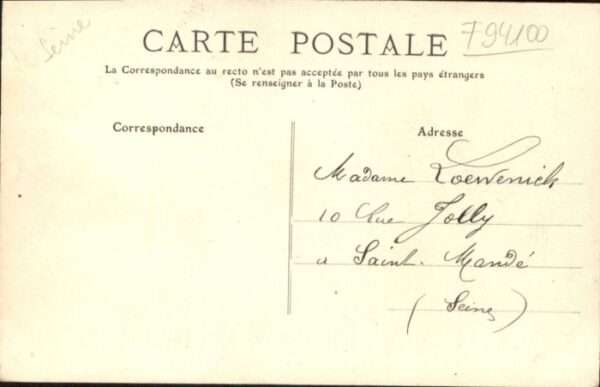 Seine
CARTE POSTALE
794100
La Correspondance au recto n'est pas acceptée par tous les pays étrangers
(Se renseigner à la Poste)
Correspondance
Adresse
Madame Loewenick
10 Rue Jolly
à Saint-Mandé
(Seine)